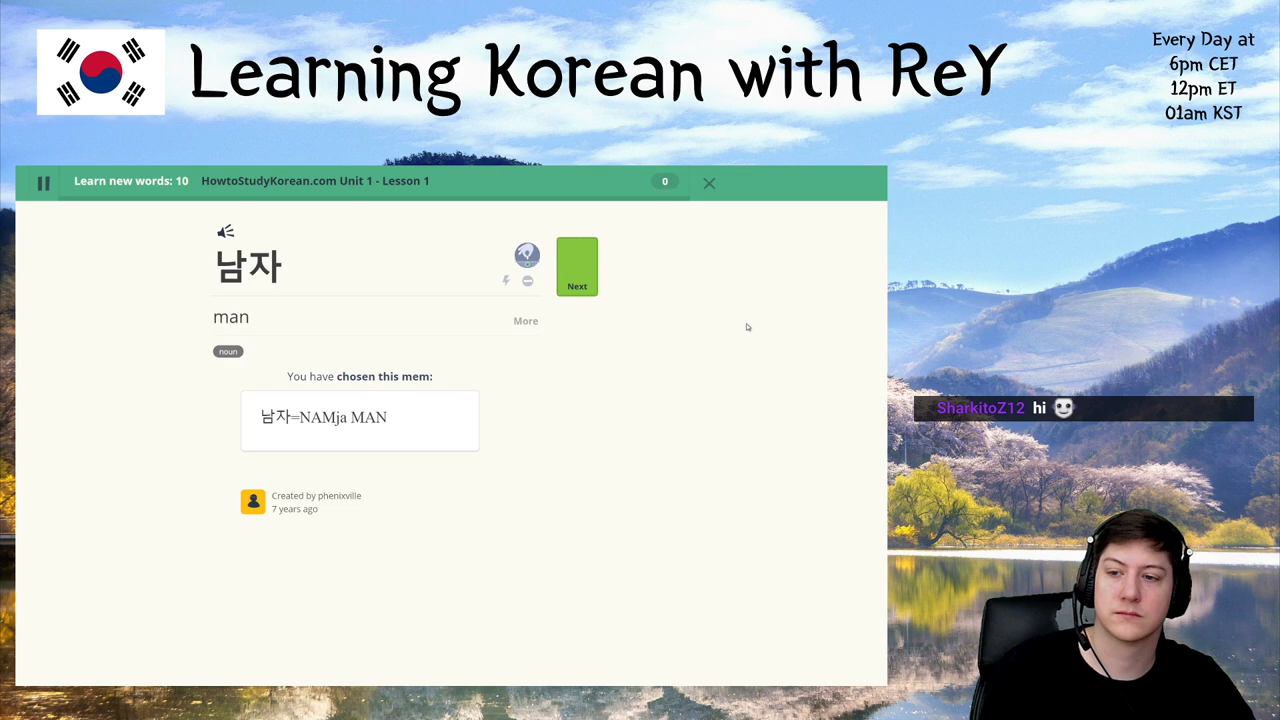 Learning Korean with ReY
Every Day at
6pm CET
12pm ET
01am KST
Learn new words: 10 HowtoStudyKorean.com Unit 1 - Lesson 1 0
남자
Next
man
More
noun
You have chosen this mem:
남자=NAMja MAN
SharkitoZ12 hi
Created by phenixville
7 years ago